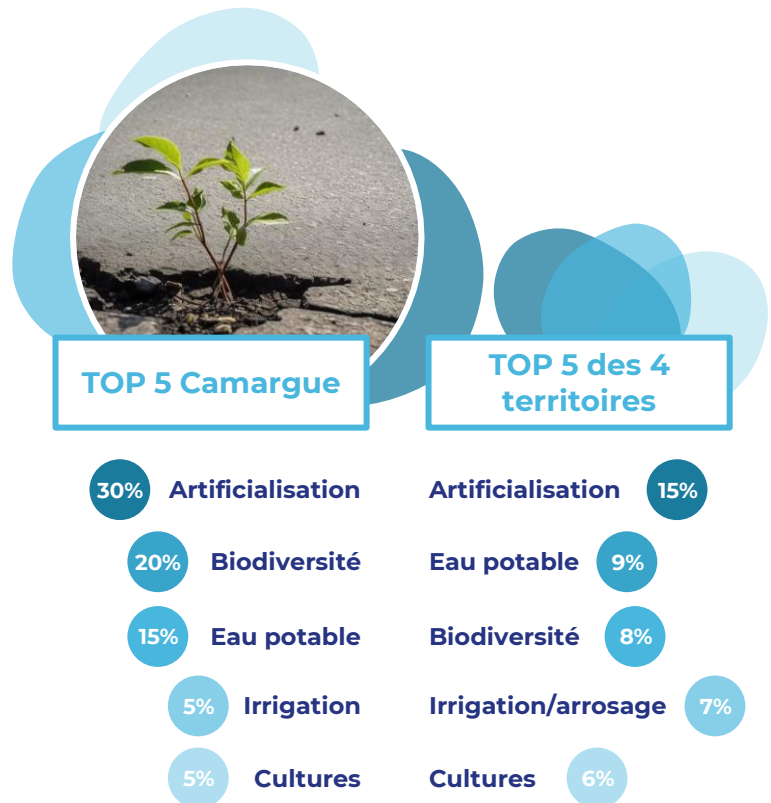 TOP 5 Camargue
30% Artificialisation
20% Biodiversité
15% Eau potable
5% Irrigation
5% Cultures
TOP 5 des 4
territoires
Artificialisation 15%
Eau potable 9%
Biodiversité 8%
Irrigation/arrosage 7%
Cultures 6%